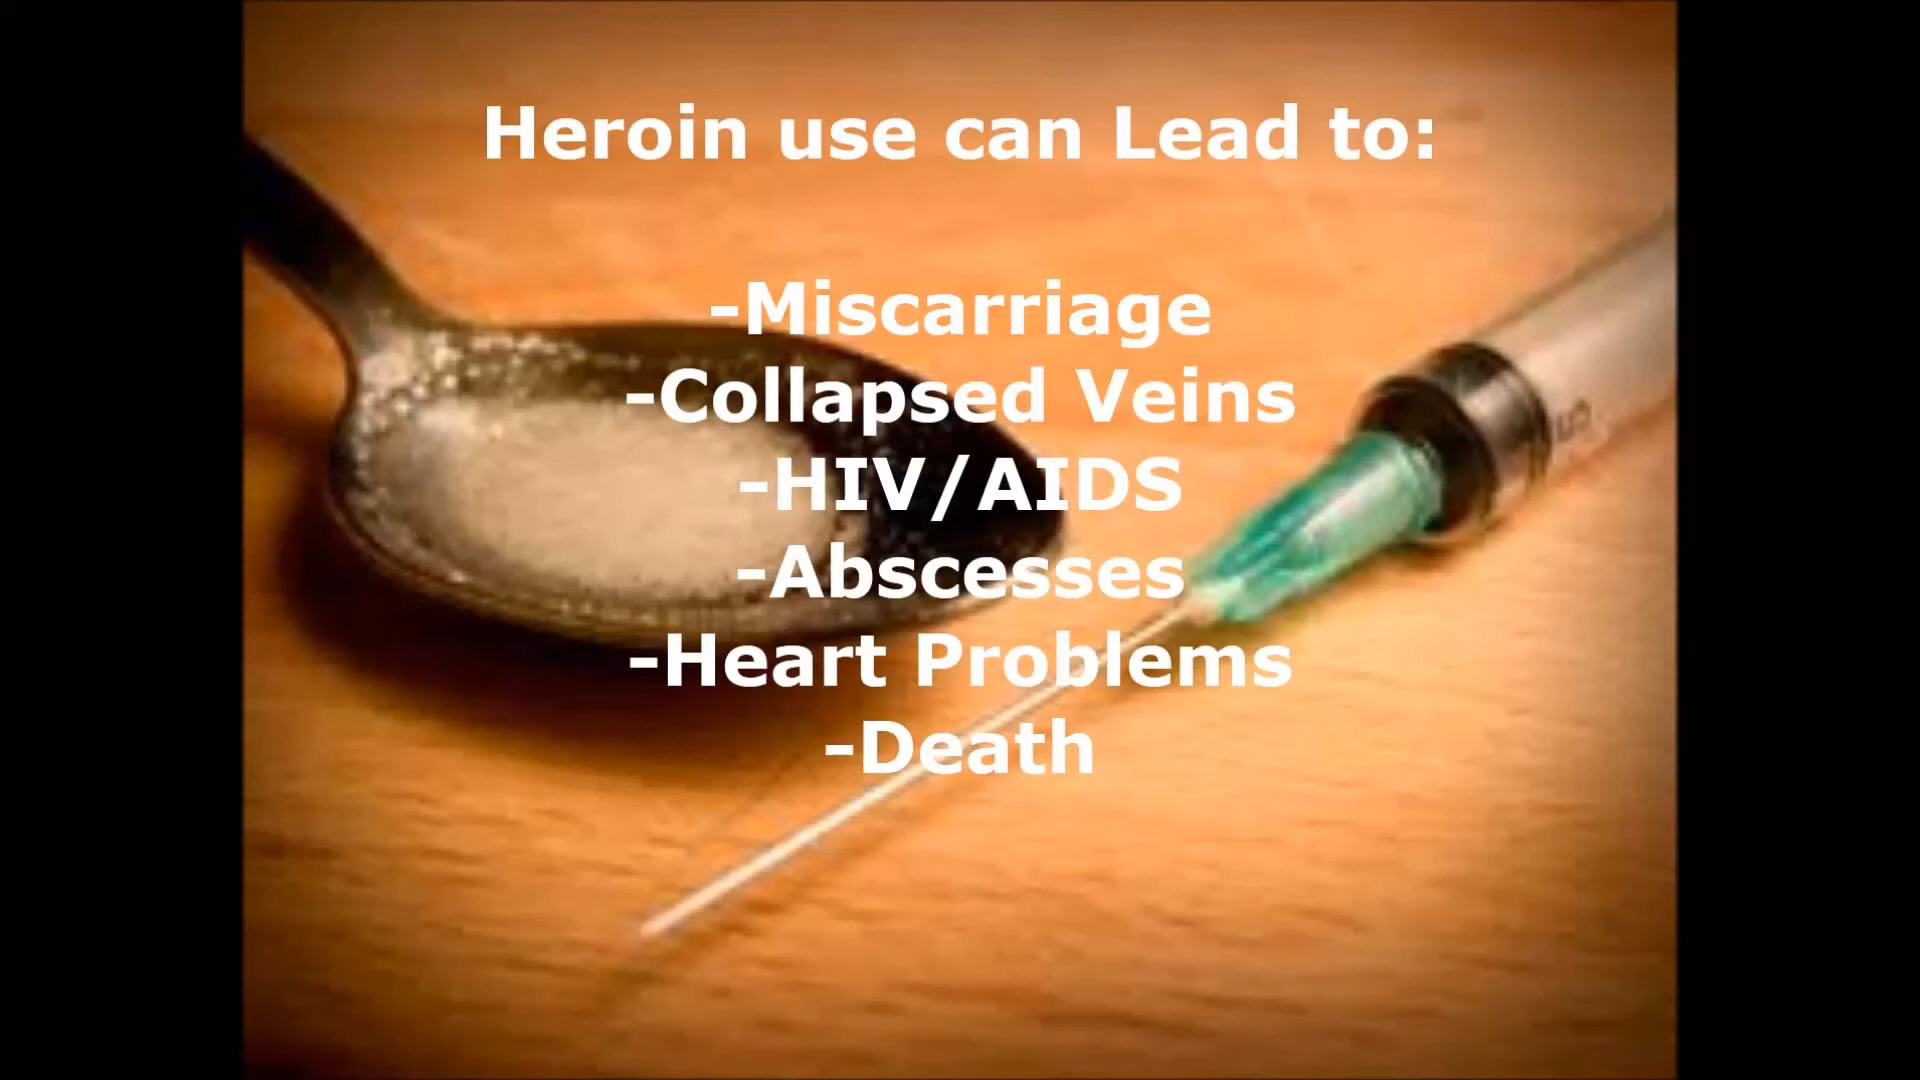 Heroin use can Lead to:
-Miscarriage
-Collapsed Veins
-HIV/AIDS
-Abscesses
-Heart Problems
-Death